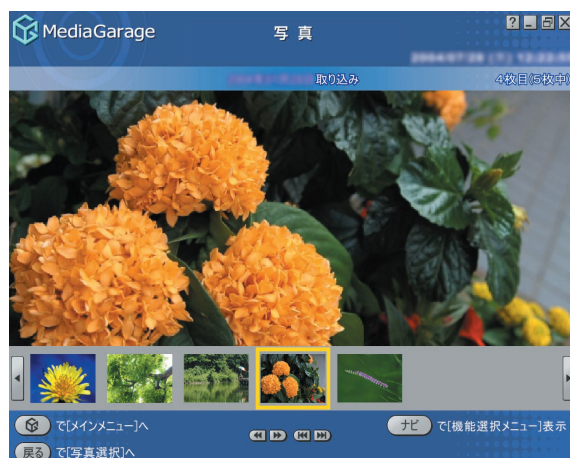 MediaGarage
写真
取り込み
4枚目(5枚中)
で[メインメニュー]へ
ナビ で[機能選択メニュー]表示
戻る で[写真選択]へ